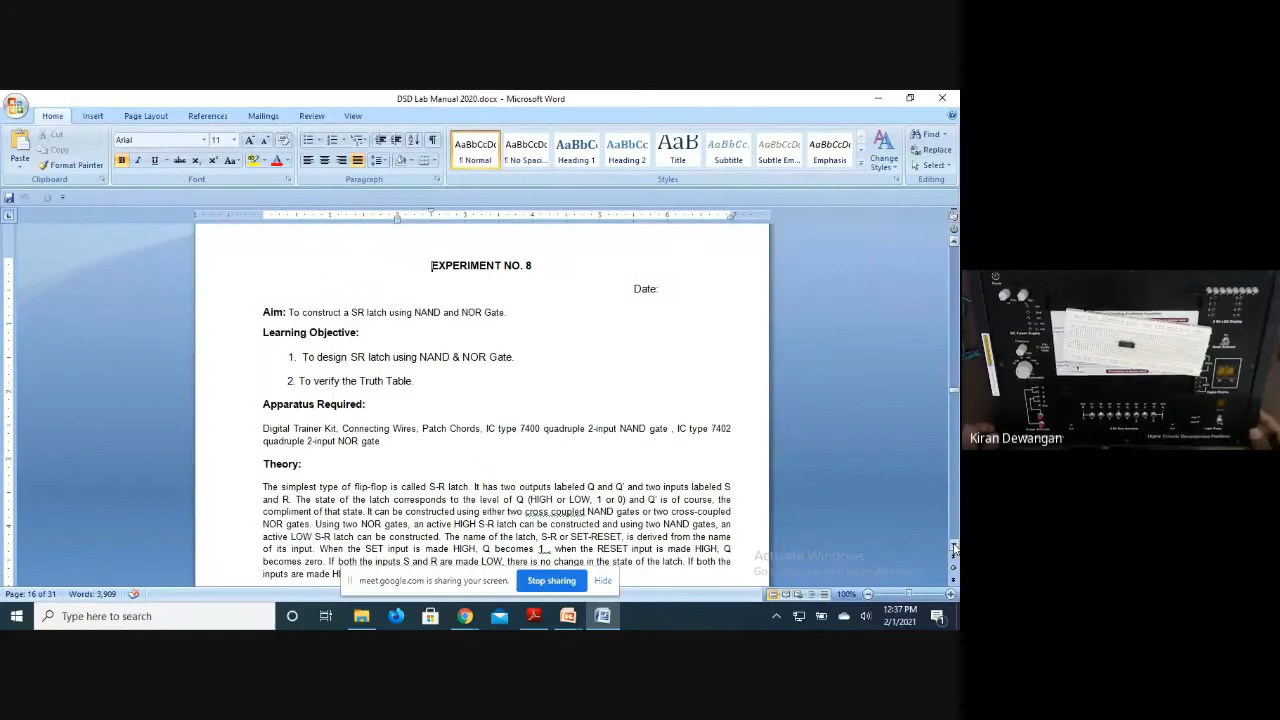 DSD Lab Manual 2020.docx - Microsoft Word
Home Insert Page Layout References Mailings Review View
Paste
Cut
Copy
Format Painter
Clipboard
Arial 11
Font
Paragraph
AaBbCcDc AaBbCcDc AaBbCc AaBbCc AaB AaBbCc. AaBbCcDc AaBbCcDc
¶ Normal ¶ No Spaci... Heading 1 Heading 2 Title Subtitle Subtle Em... Emphasis
Change
Styles
Styles
Find
Replace
Select
Editing
EXPERIMENT NO. 8
Date:
Aim: To construct a SR latch using NAND and NOR Gate.
Learning Objective:
1. To design SR latch using NAND & NOR Gate.
2. To verify the Truth Table.
Apparatus Required:
Digital Trainer Kit, Connecting Wires, Patch Chords, IC type 7400 quadruple 2-input NAND gate , IC type 7402
quadruple 2-input NOR gate
Theory:
The simplest type of flip-flop is called S-R latch. It has two outputs labeled Q and Q' and two inputs labeled S
and R. The state of the latch corresponds to the level of Q (HIGH or LOW, 1 or 0) and Q' is of course, the
compliment of that state. It can be constructed using either two cross coupled NAND gates or two cross-coupled
NOR gates. Using two NOR gates, an active HIGH S-R latch can be constructed and using two NAND gates, an
active LOW S-R latch can be constructed. The name of the latch, S-R or SET-RESET, is derived from the name
of its input. When the SET input is made HIGH, Q becomes 1 , when the RESET input is made HIGH, Q
becomes zero. If both the inputs S and R are made LOW, there is no change in the state of the latch. If both the
inputs are made H
Activate Windows
meet.google.com is sharing your screen. Stop sharing Hide
Page: 16 of 31 Words: 3,909 100%
Type here to search
12:37 PM
2/1/2021
Kiran Dewangan
Digital Circuits Development Platform